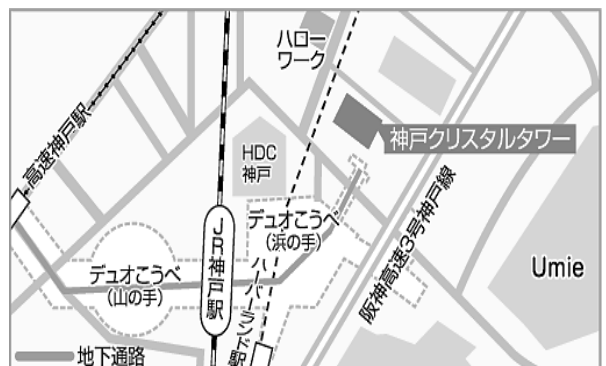 ハロー
ワーク
高速神戸駅
神戸クリスタルタワー
HDC
神戸
デュオこうべ
(浜の手)
JR神戸駅
阪神高速3号神戸線
Umie
デュオこうべ
(山の手)
ハーバーランド駅
地下通路